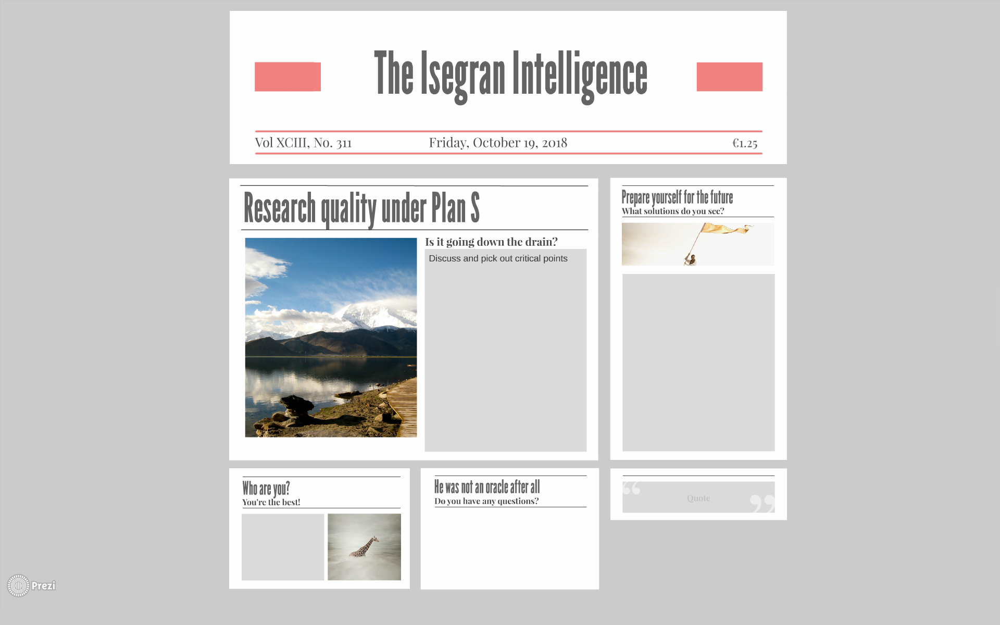 The Isegran Intelligence
Vol XCIII, No. 311
Friday, October 19, 2018
€1.25
Research quality under Plan S
Is it going down the drain?
Discuss and pick out critical points
Prepare yourself for the future
What solutions do you see?
Who are you?
You're the best!
He was not an oracle after all
Do you have any questions?
“
Quote
”
Prezi